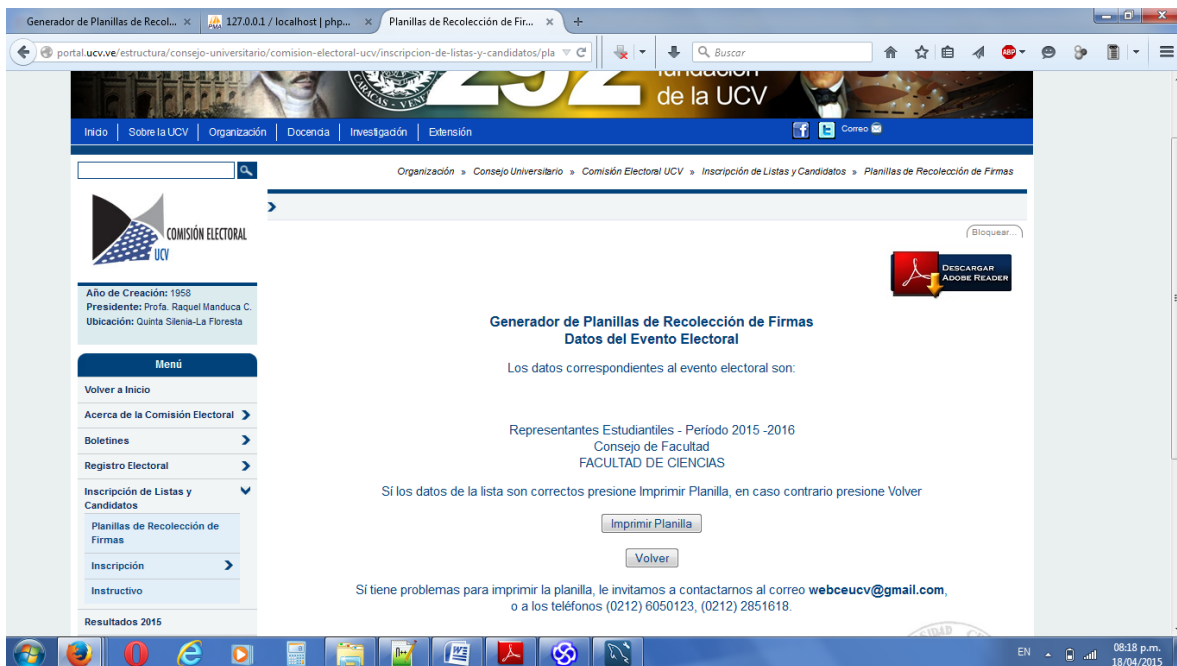 Generador de Planillas de Recol... ×
127.0.0.1 / localhost | php... ×
Planillas de Recolección de Fir... ×
+
portal.ucv.ve/estructura/consejo-universitario/comision-electoral-ucv/inscripcion-de-listas-y-candidatos/pla
Buscar
ABP
CARACAS - VENE
292
fundación
de la UCV
Inicio
Sobre la UCV
Organización
Docencia
Investigación
Extensión
Correo
Organización » Consejo Universitario » Comisión Electoral UCV » Inscripción de Listas y Candidatos » Planillas de Recolección de Firmas
COMISIÓN ELECTORAL
UCV
Bloquear...
DESCARGAR
ADOBE READER
Año de Creación: 1958
Presidente: Profa. Raquel Manduca C.
Ubicación: Quinta Silenia-La Floresta
Menú
Volver a Inicio
Acerca de la Comisión Electoral
Boletines
Registro Electoral
Inscripción de Listas y
Candidatos
Planillas de Recolección de
Firmas
Inscripción
Instructivo
Resultados 2015
Generador de Planillas de Recolección de Firmas
Datos del Evento Electoral
Los datos correspondientes al evento electoral son:
Representantes Estudiantiles - Período 2015 -2016
Consejo de Facultad
FACULTAD DE CIENCIAS
Sí los datos de la lista son correctos presione Imprimir Planilla, en caso contrario presione Volver
Imprimir Planilla
Volver
Sí tiene problemas para imprimir la planilla, le invitamos a contactarnos al correo webceucv@gmail.com,
o a los teléfonos (0212) 6050123, (0212) 2851618.
EN
08:18 p.m.
18/04/2015